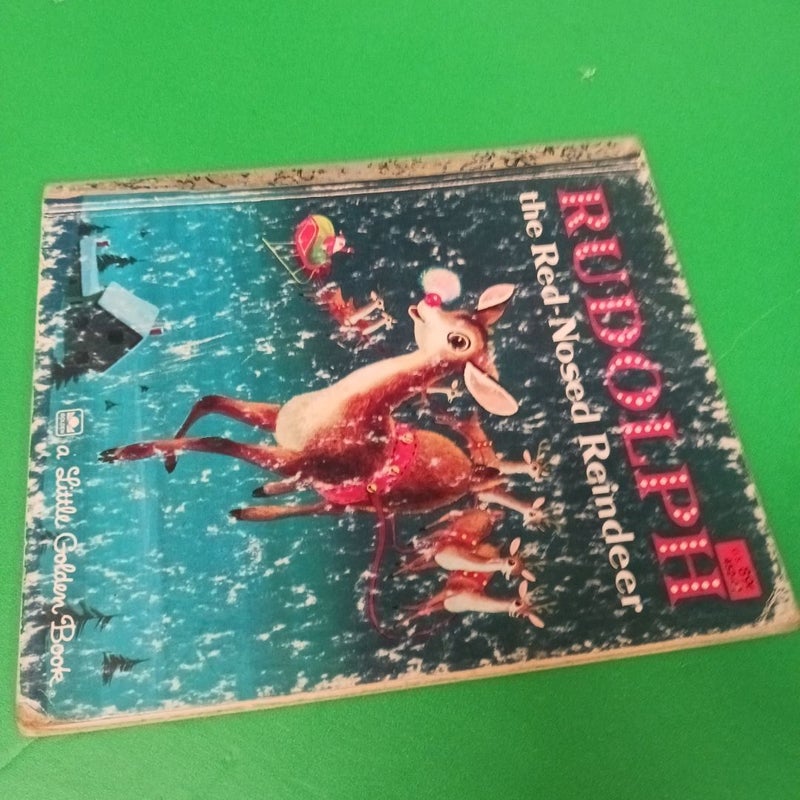 RUDOLPH
the Red-Nosed Reindeer
a Little Golden Book